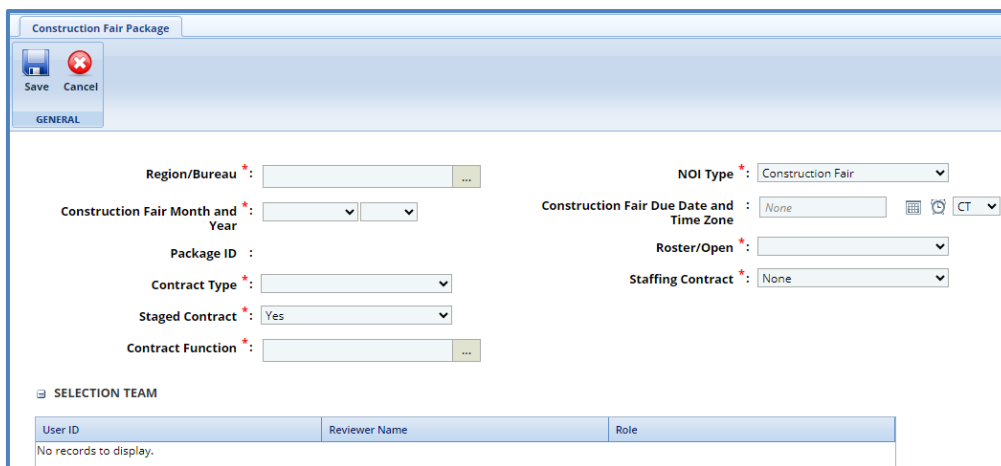 Construction Fair Package
Save Cancel
GENERAL
Region/Bureau *: ...
NOI Type *: Construction Fair
Construction Fair Month and *:
Year
Construction Fair Due Date and : None CT
Time Zone
Package ID :
Roster/Open *:
Contract Type *:
Staffing Contract *: None
Staged Contract *: Yes
Contract Function *: ...
SELECTION TEAM
User ID Reviewer Name Role
No records to display.